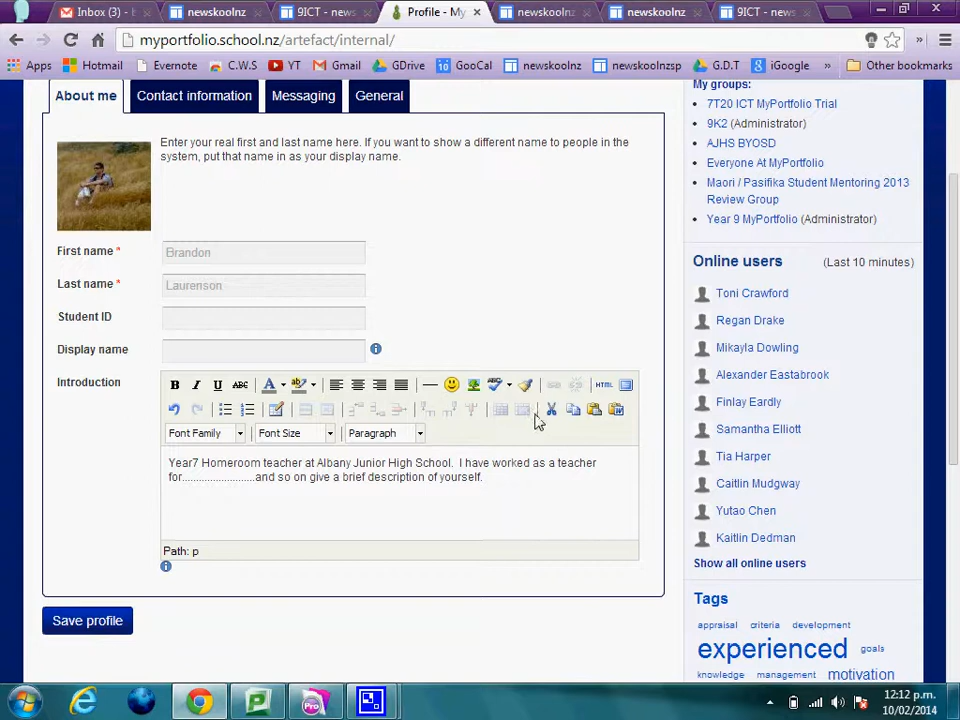 Inbox (3) - b
newskoolnz
9ICT - news
Profile - My
newskoolnz
newskoolnz
9ICT - news
myportfolio.school.nz/artefact/internal/
Apps Hotmail Evernote C.W.S YT Gmail GDrive 10 GooCal newskoolnz newskoolnzsp G.D.T 8 iGoogle » Other bookmarks
About me Contact information Messaging General
Enter your real first and last name here. If you want to show a different name to people in the
system, put that name in as your display name.
First name *
Brandon
Last name *
Laurenson
Student ID
Display name
Introduction
B I U ABC A ab ABC HTML
Font Family Font Size Paragraph
Year7 Homeroom teacher at Albany Junior High School. I have worked as a teacher
for..........................and so on give a brief description of yourself.
Path: p
Save profile
My groups:
7T20 ICT MyPortfolio Trial
9K2 (Administrator)
AJHS BYOSD
Everyone At MyPortfolio
Maori / Pasifika Student Mentoring 2013
Review Group
Year 9 MyPortfolio (Administrator)
Online users (Last 10 minutes)
Toni Crawford
Regan Drake
Mikayla Dowling
Alexander Eastabrook
Finlay Eardly
Samantha Elliott
Tia Harper
Caitlin Mudgway
Yutao Chen
Kaitlin Dedman
Show all online users
Tags
appraisal criteria development
experienced goals
knowledge management motivation
12:12 p.m.
10/02/2014